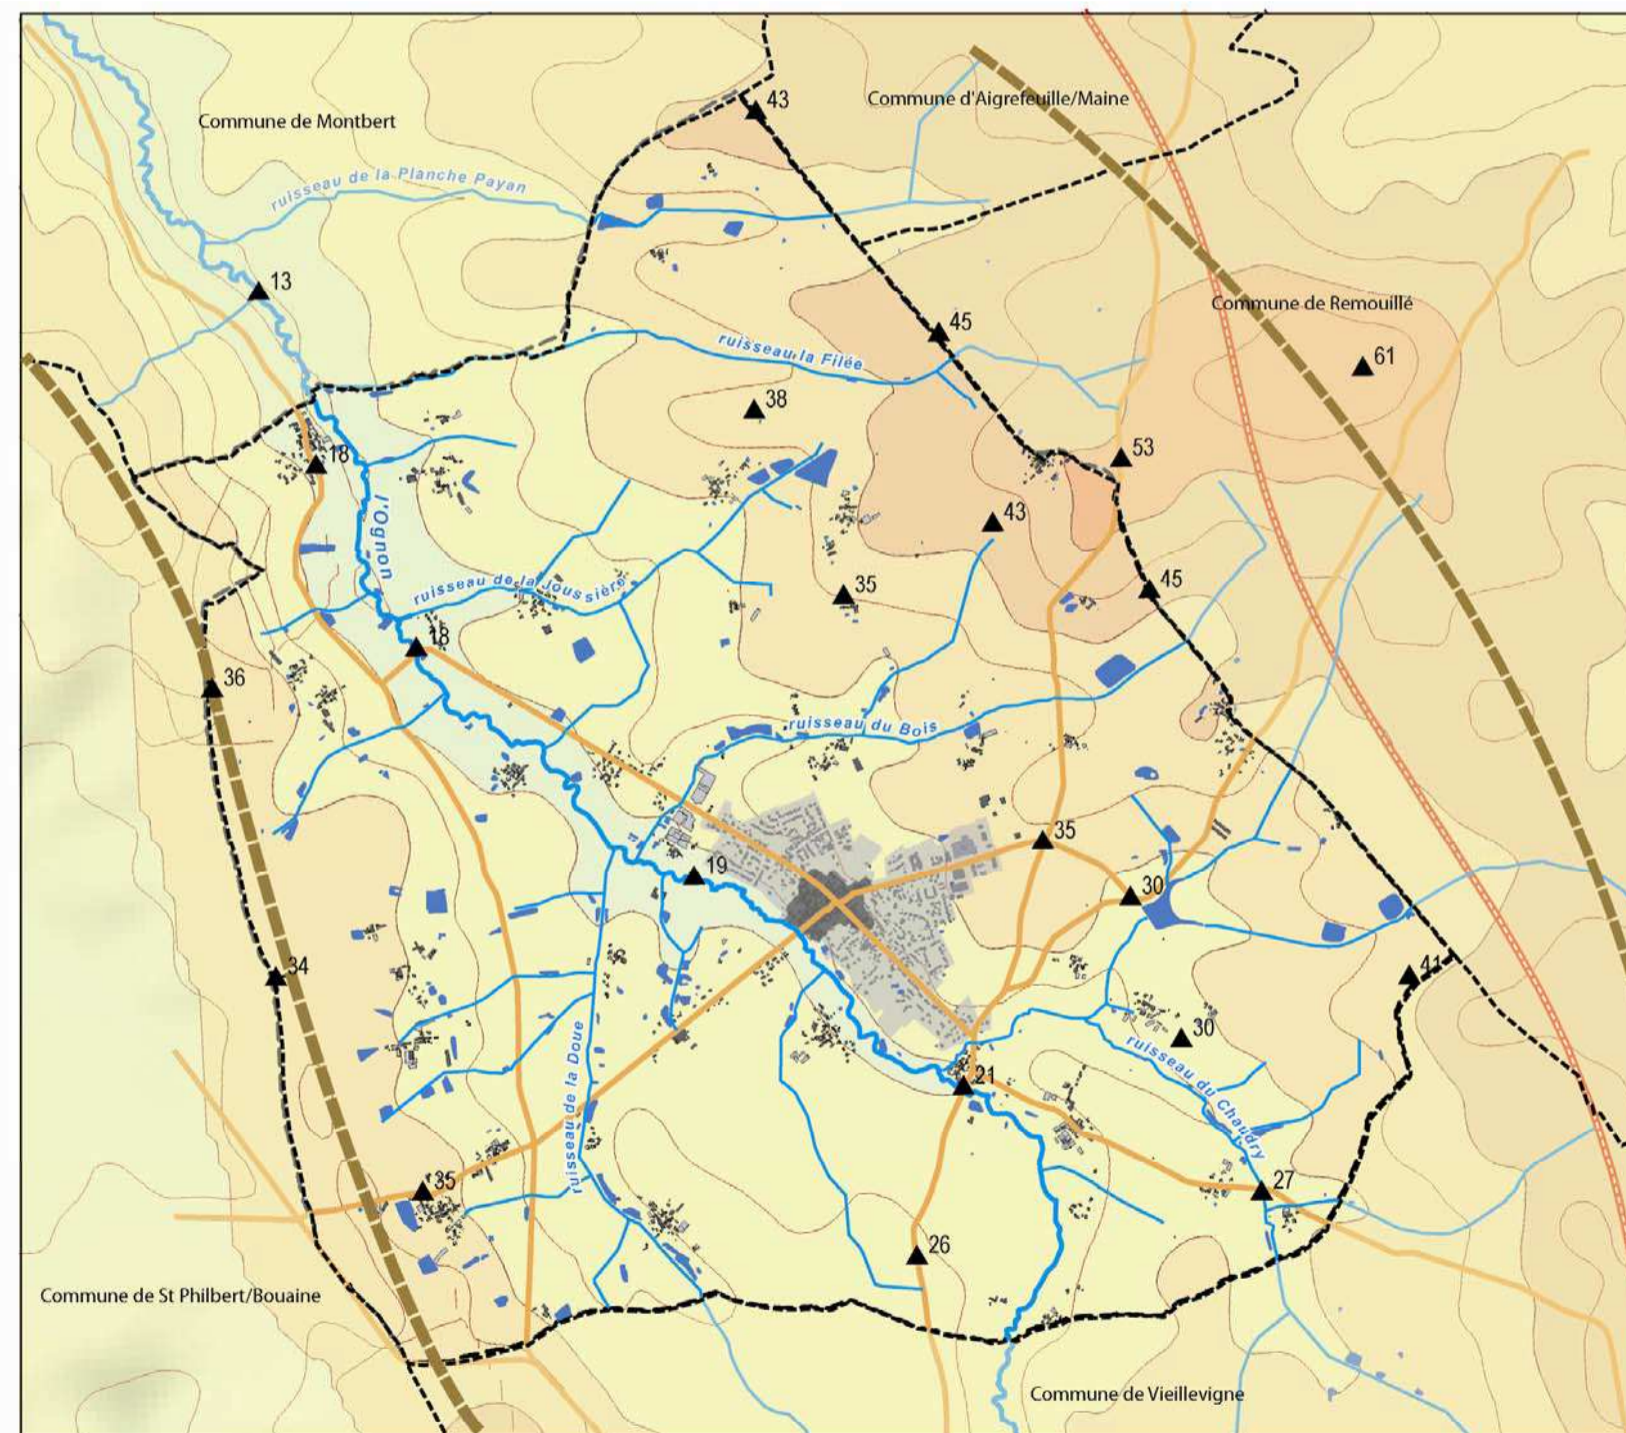 43
Commune d'Aigrefeuille/Maine
Commune de Montbert
ruisseau de la Planche Payan
13
Commune de Remouillé
45
ruisseau la Filée
61
38
18
53
l'Ognon
43
ruisseau de la Joussière
35
45
18
36
ruisseau du Bois
35
19
30
34
41
30
ruisseau de la Doue
ruisseau du Chaudry
21
35
27
26
Commune de St Philbert/Bouaine
Commune de Vieillevigne